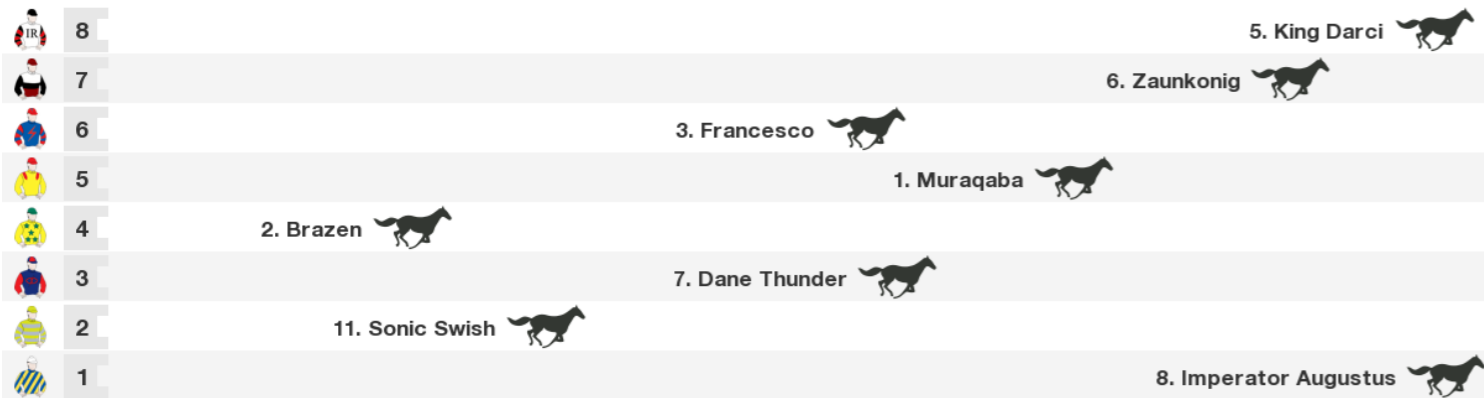 IR 8 5. King Darci
7 6. Zaunkonig
6 3. Francesco
5 1. Muraqaba
4 2. Brazen
3 7. Dane Thunder
2 11. Sonic Swish
1 8. Imperator Augustus